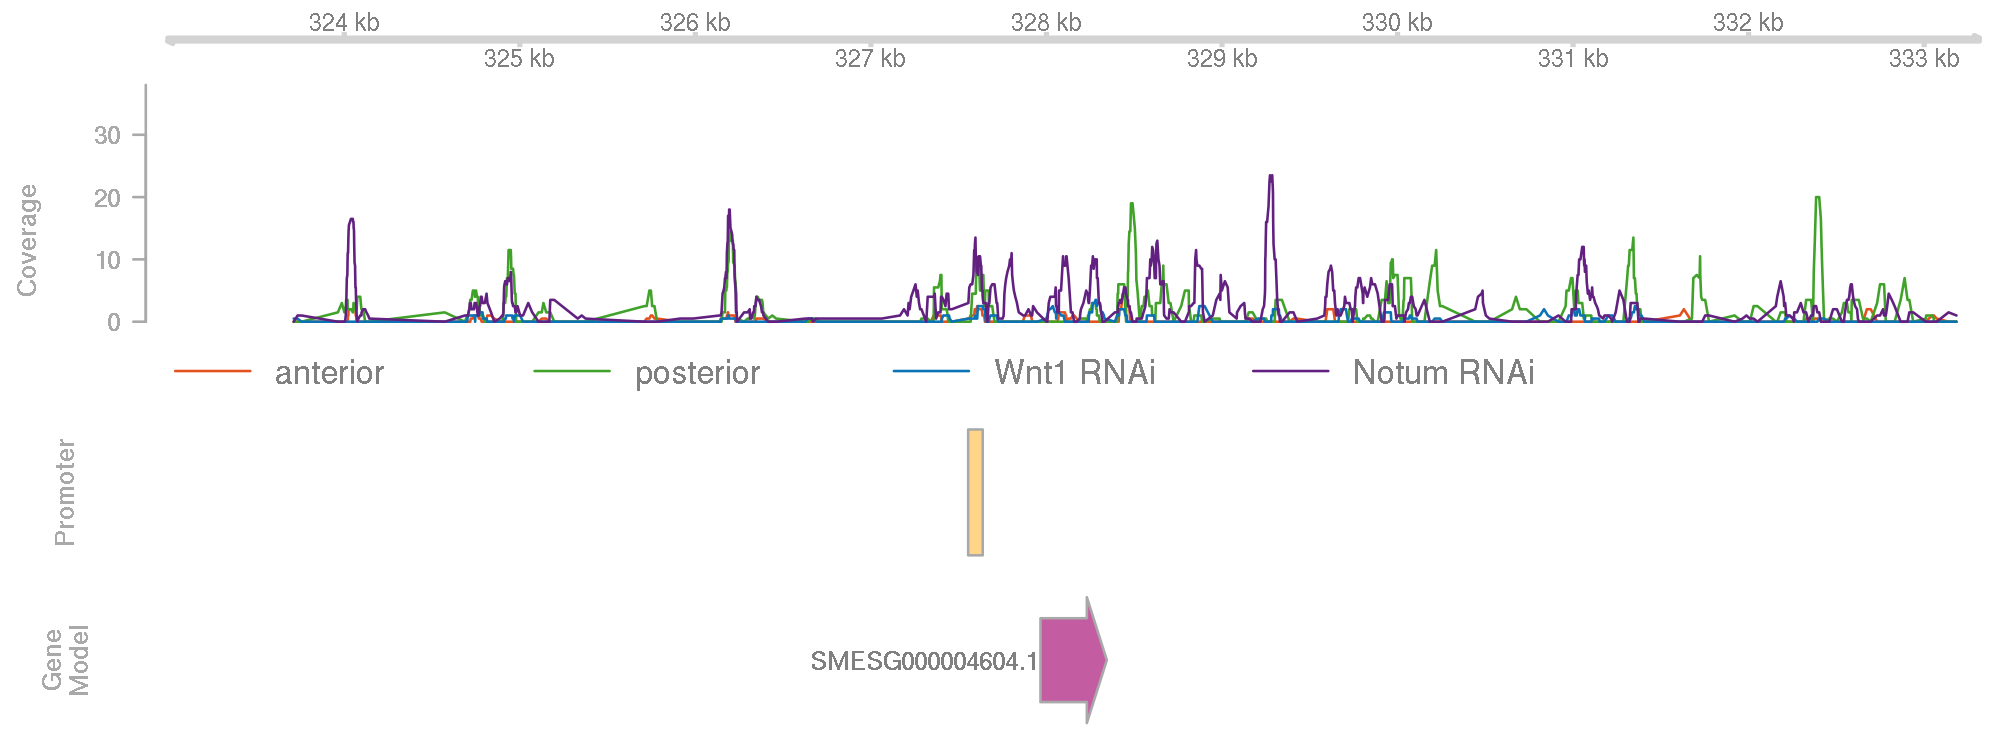 324 kb 326 kb 328 kb 330 kb 332 kb
325 kb 327 kb 329 kb 331 kb 333 kb
Coverage
30
20
10
0
anterior posterior Wnt1 RNAi Notum RNAi
Promoter
0
Gene
Model
SMESG000004604.1